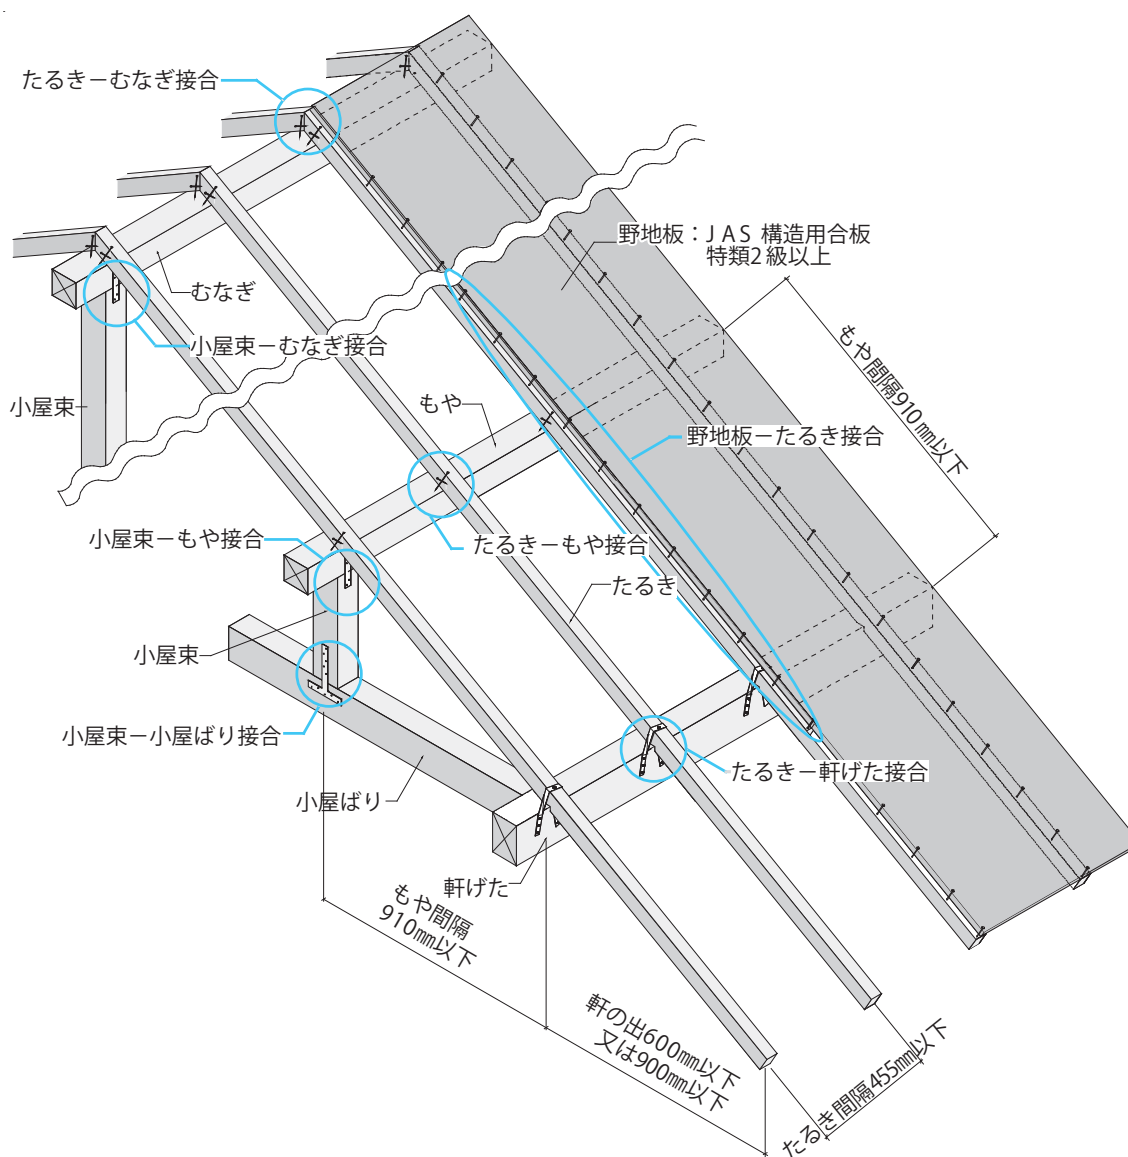 たるきーむなぎ接合
野地板：JAS 構造用合板
特類2級以上
むなぎ
小屋束ーむなぎ接合
もや間隔910㎜以下
小屋束
もや
野地板ーたるき接合
小屋束ーもや接合
たるきーもや接合
たるき
小屋束
小屋束ー小屋ばり接合
たるきー軒げた接合
小屋ばり
軒げた
もや間隔
910㎜以下
軒の出600㎜以下
又は900㎜以下
たるき間隔455㎜以下